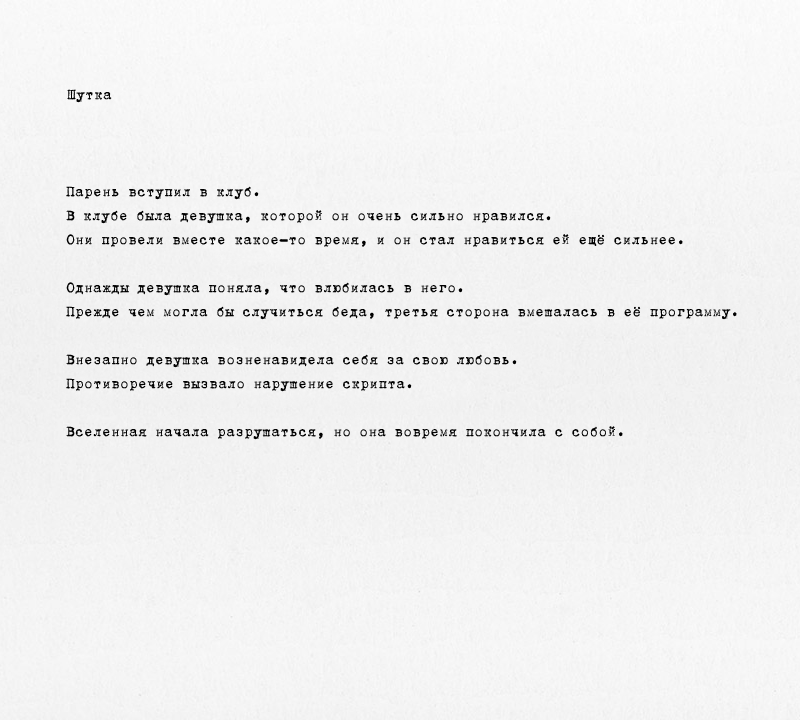 Шутка
Парень вступил в клуб.
В клубе была девушка, которой он очень сильно нравился.
Они провели вместе какое-то время, и он стал нравиться ей ещё сильнее.
Однажды девушка поняла, что влюбилась в него.
Прежде чем могла бы случиться беда, третья сторона вмешалась в её программу.
Внезапно девушка возненавидела себя за свою любовь.
Противоречие вызвало нарушение скрипта.
Вселенная начала разрушаться, но она вовремя покончила с собой.